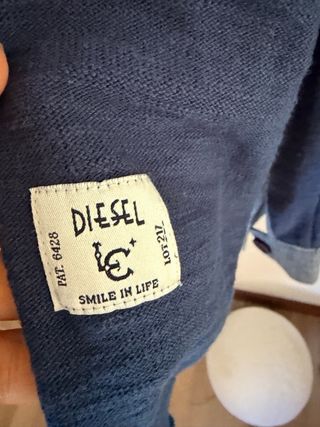 DIESEL
SMILE IN LIFE
PAT. 6428
LOT 217